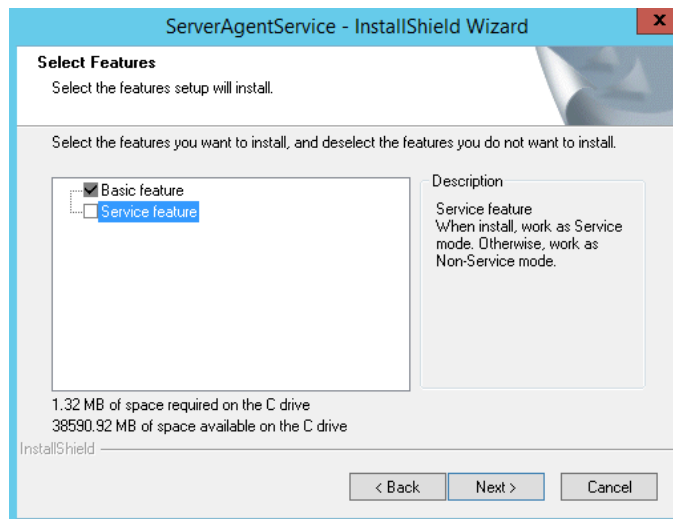 ServerAgentService - InstallShield Wizard
x
Select Features
Select the features setup will install.
Select the features you want to install, and deselect the features you do not want to install.
Basic feature
Service feature
Description
Service feature
When install, work as Service
mode. Otherwise, work as
Non-Service mode.
1.32 MB of space required on the C drive
38590.92 MB of space available on the C drive
InstallShield
< Back
Next >
Cancel